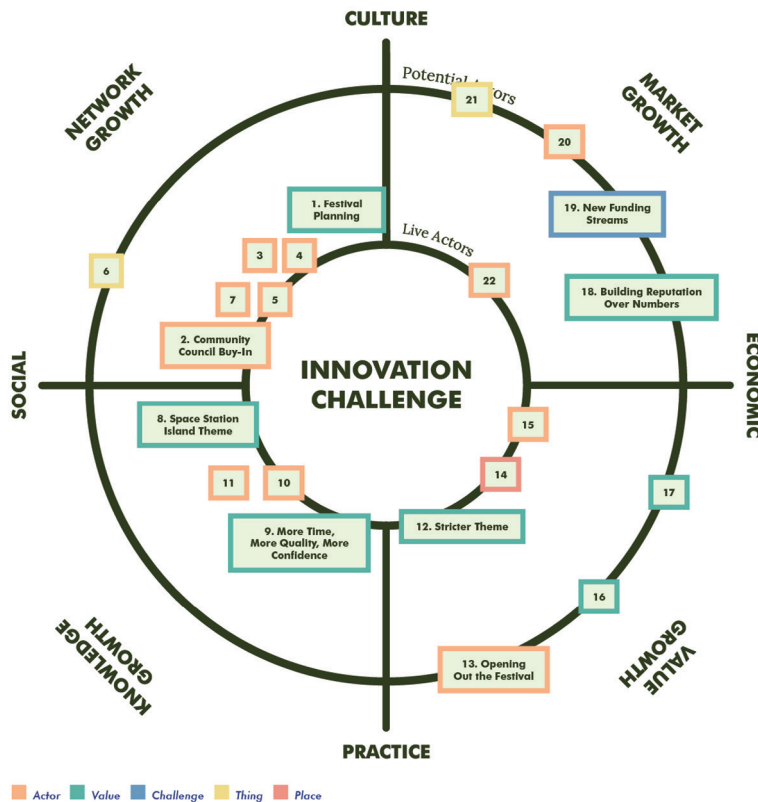 CULTURE
NETWORK
GROWTH
MARKET
GROWTH
Potential Actors
21
20
1. Festival
Planning
19. New Funding
Streams
Live Actors
3
4
6
22
7
5
18. Building Reputation
Over Numbers
2. Community
Council Buy-In
SOCIAL
INNOVATION
CHALLENGE
ECONOMIC
8. Space Station
Island Theme
15
11
10
14
17
9. More Time,
More Quality, More
Confidence
12. Stricter Theme
16
KNOWLEDGE
GROWTH
13. Opening
Out the Festival
VALUE
GROWTH
PRACTICE
Actor
Value
Challenge
Thing
Place